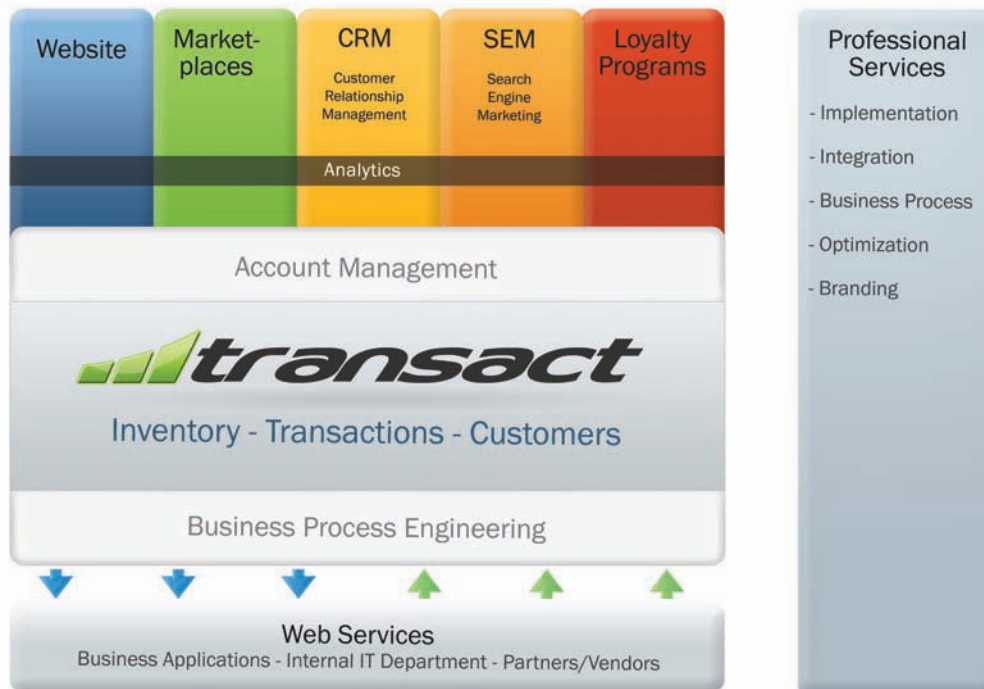 Website
Market-
places
CRM
Customer
Relationship
Management
SEM
Search
Engine
Marketing
Loyalty
Programs
Analytics
Account Management
transact
Inventory - Transactions - Customers
Business Process Engineering
Web Services
Business Applications - Internal IT Department - Partners/Vendors
Professional
Services
- Implementation
- Integration
- Business Process
- Optimization
- Branding